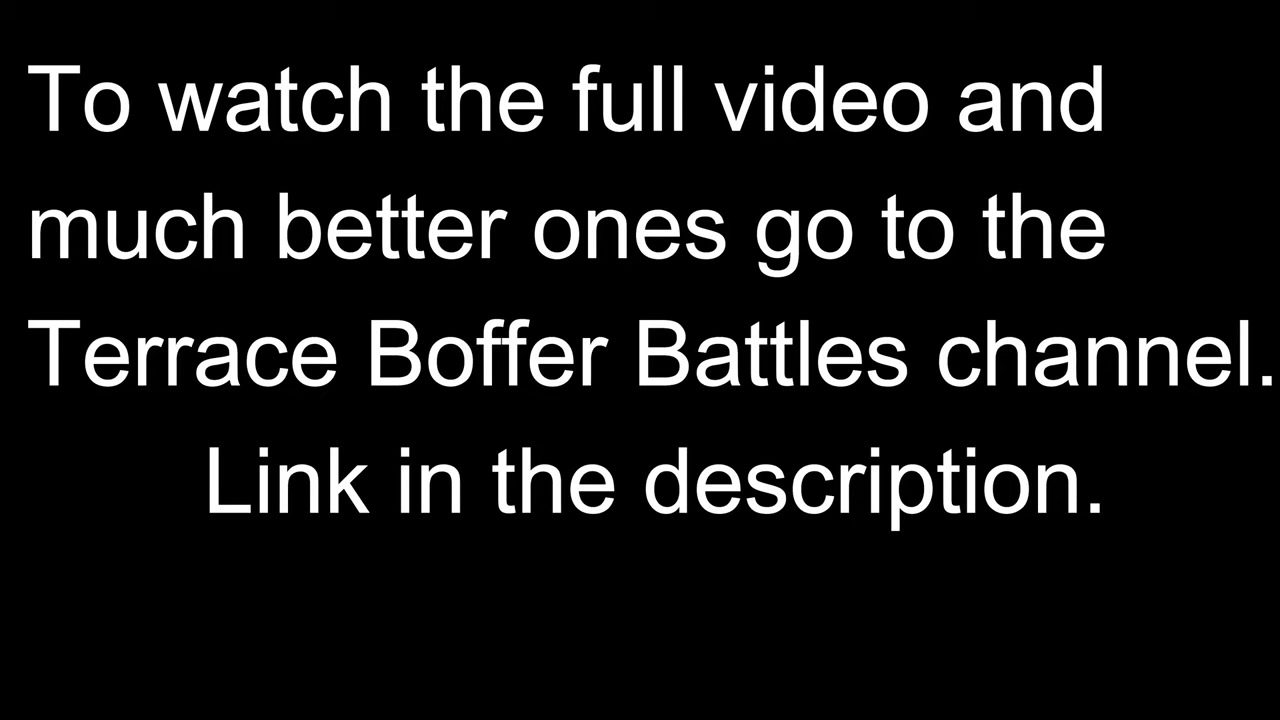 To watch the full video and
much better ones go to the
Terrace Boffer Battles channel.
Link in the description.